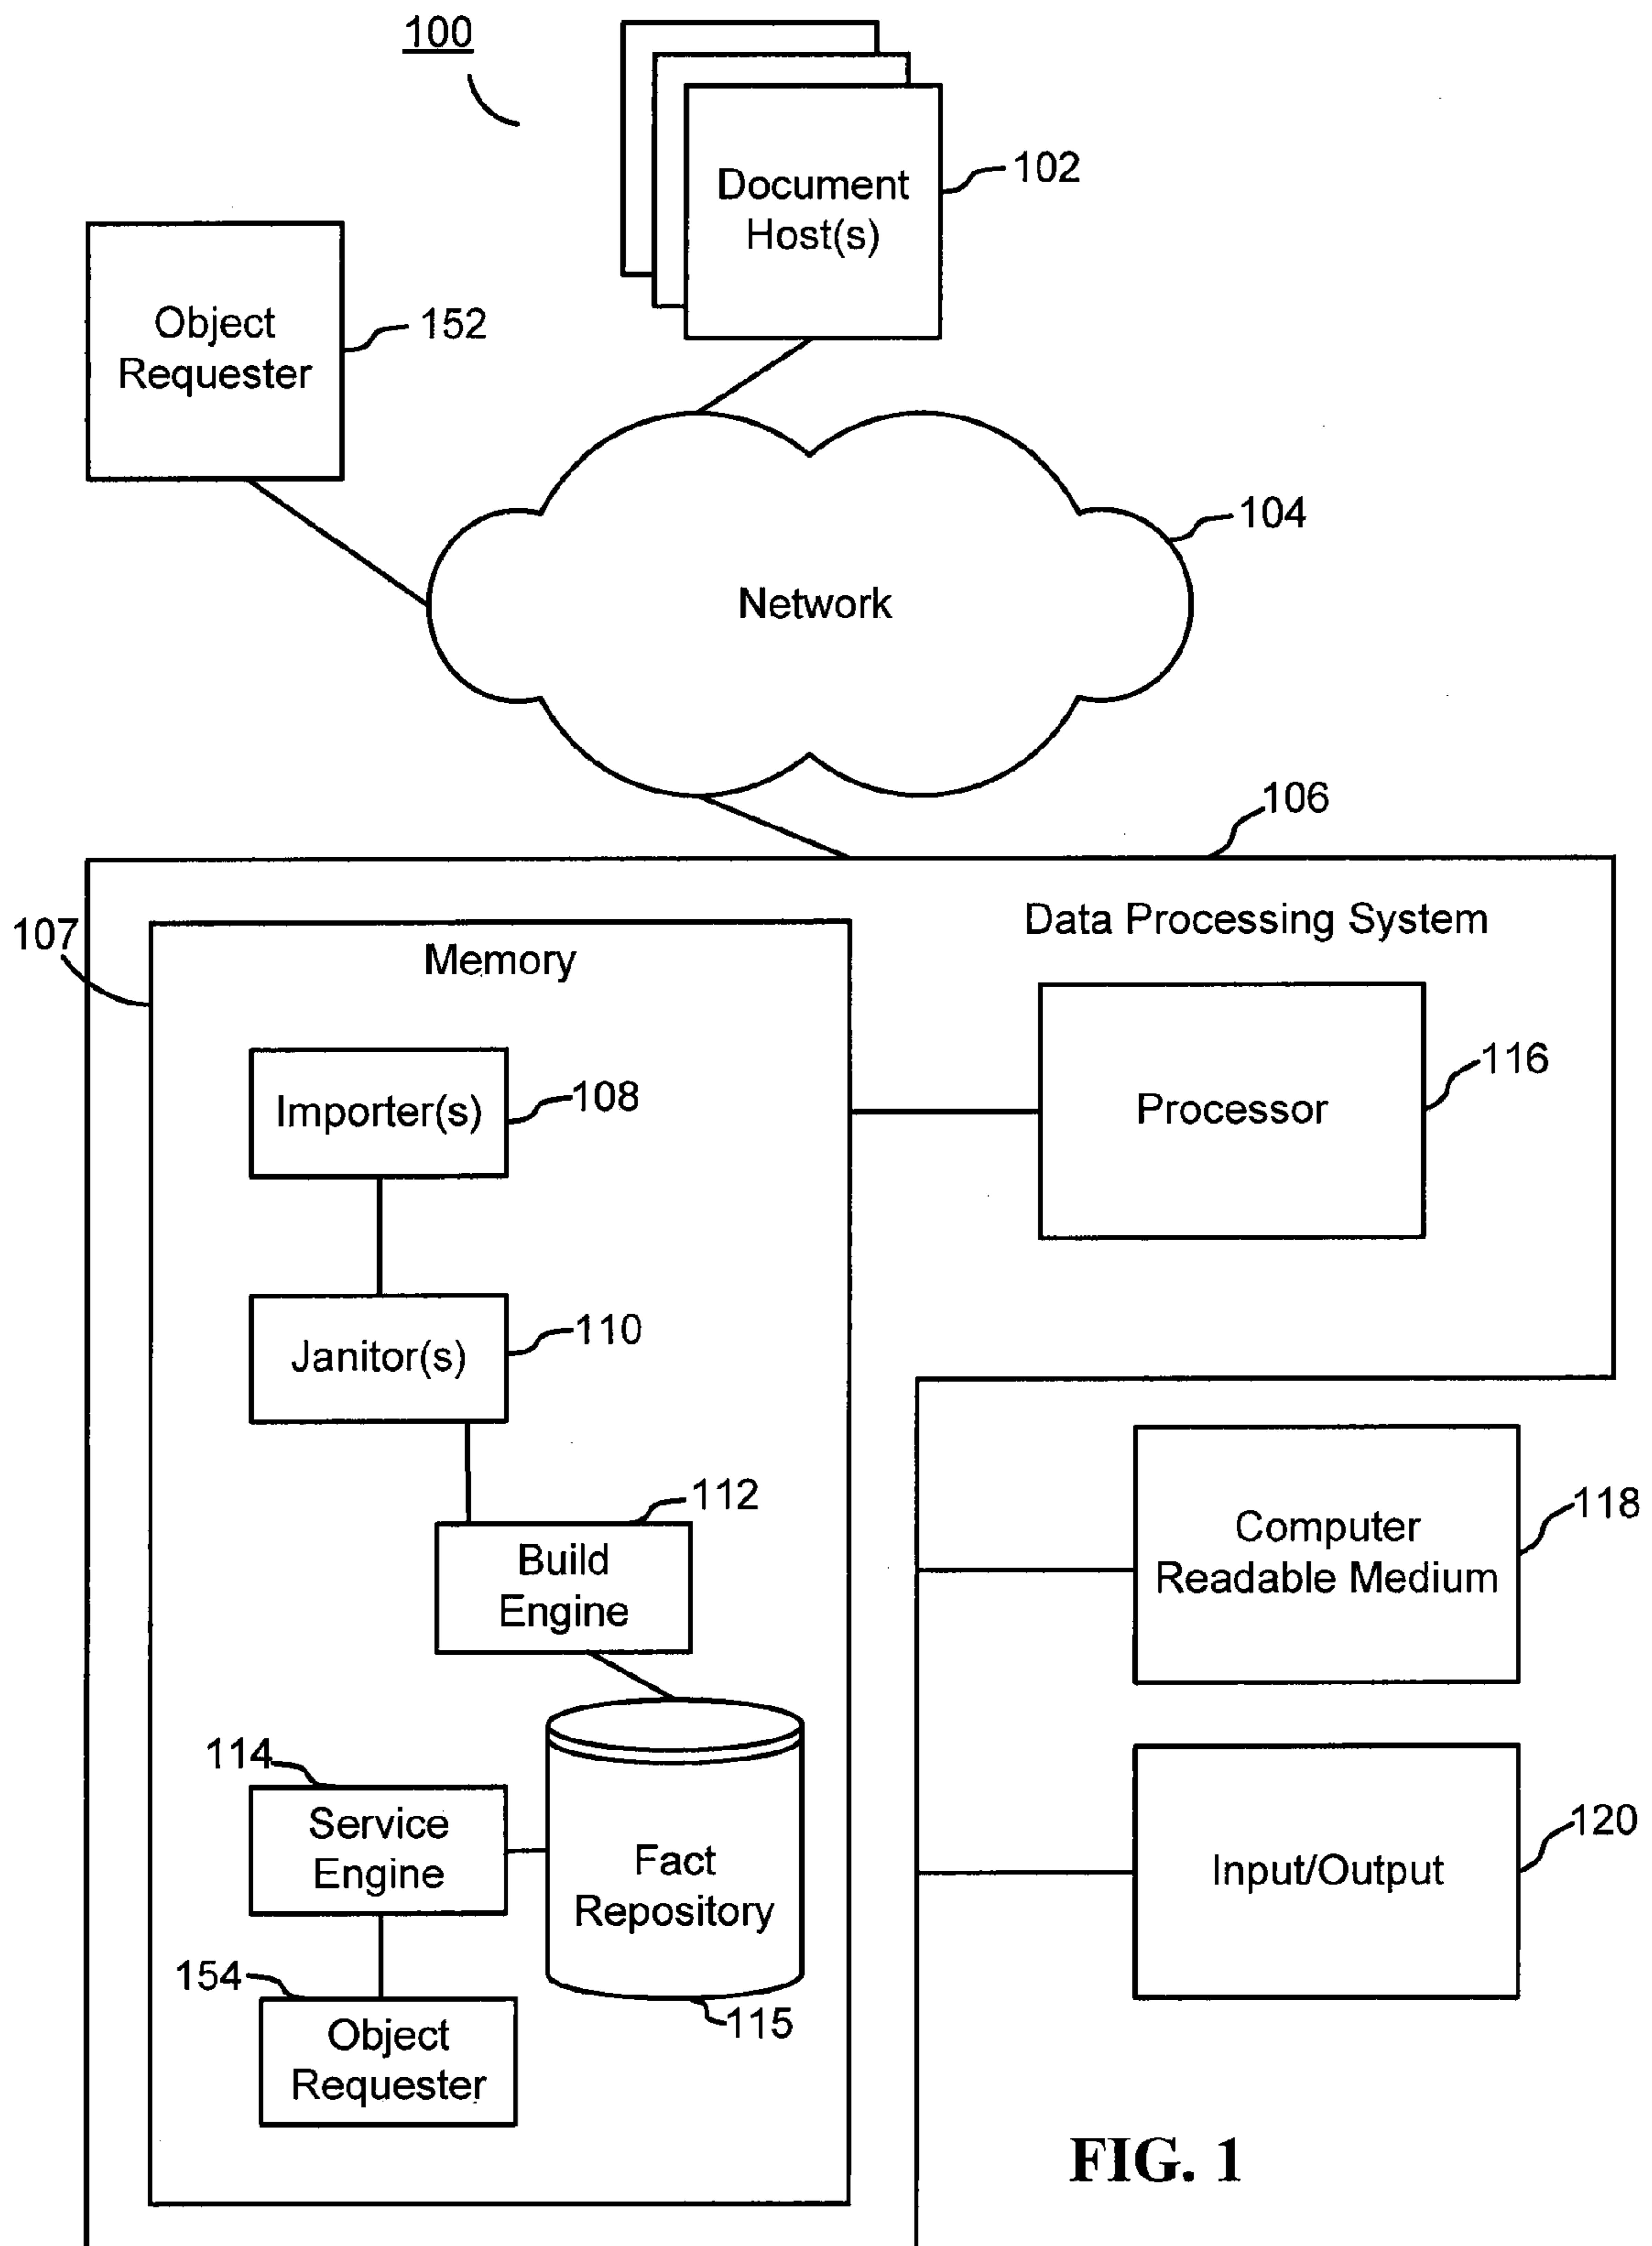 100
Document
Host(s)
102
Object
Requester
152
Network
104
106
Data Processing System
107
Memory
Importer(s)
108
Processor
116
Janitor(s)
110
Build
Engine
112
Computer
Readable Medium
118
114
Service
Engine
Fact
Repository
115
Input/Output
120
154
Object
Requester
FIG. 1